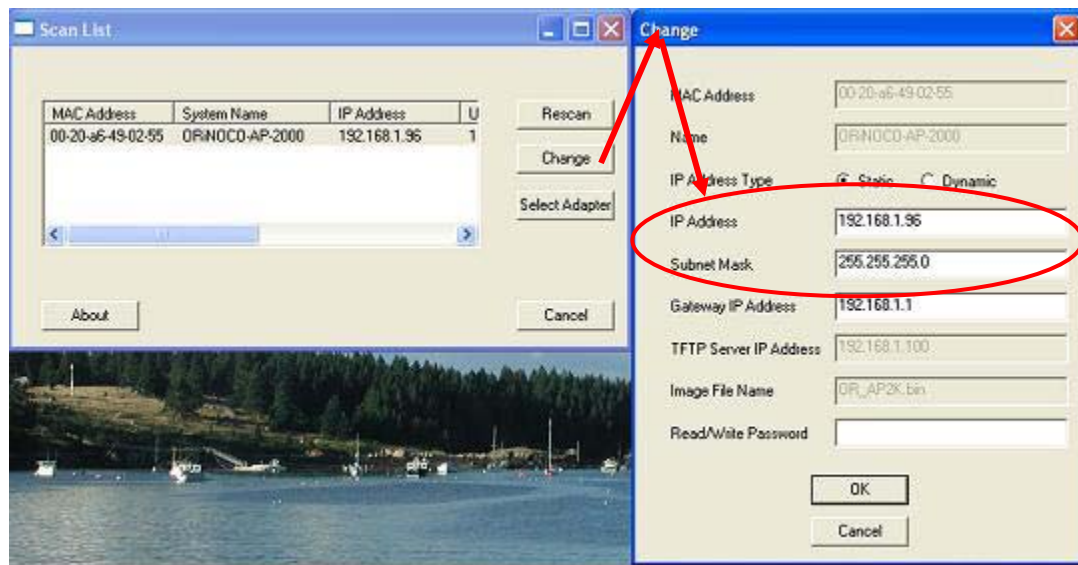 Scan List
MAC Address System Name IP Address U
00-20-a6-49-02-55 ORiNOCO-AP-2000 192.168.1.96 1
Rescan
Change
Select Adapter
About
Cancel
Change
MAC Address 00-20-a6-49-02-55
Name ORiNOCO-AP-2000
IP Address Type Static Dynamic
IP Address 192.168.1.96
Subnet Mask 255.255.255.0
Gateway IP Address 192.168.1.1
TFTP Server IP Address 192.168.1.100
Image File Name OR_AP2K.bin
Read/Write Password
OK
Cancel